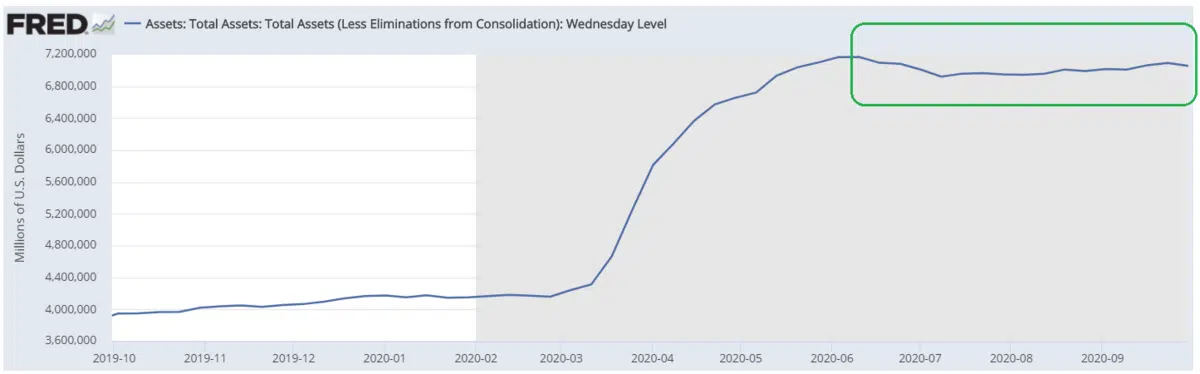 FRED
Assets: Total Assets: Total Assets (Less Eliminations from Consolidation): Wednesday Level
Millions of U.S. Dollars
7,200,000
6,800,000
6,400,000
6,000,000
5,600,000
5,200,000
4,800,000
4,400,000
4,000,000
3,600,000
2019-10 2019-11 2019-12 2020-01 2020-02 2020-03 2020-04 2020-05 2020-06 2020-07 2020-08 2020-09